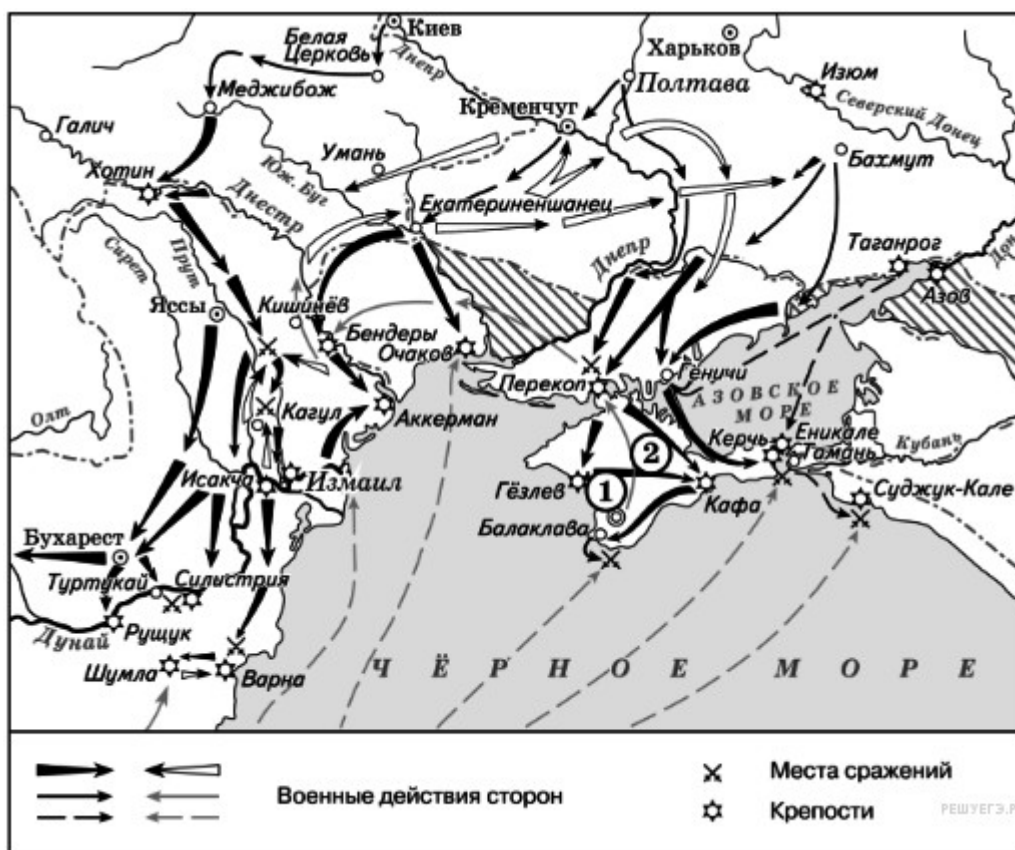 Киев
Белая
Церковь
Днепр
Харьков
Полтава
Изюм
Меджибож
Северский Донец
Кременчуг
Галич
Умань
Бахмут
Хотин
Юж. Буг
Днестр
Екатериненшанец
Сирет
Прут
Днепр
Таганрог
Дон
Азов
Яссы
Кишинёв
Бендеры
Очаков
Перекоп
Геничи
АЗОВСКОЕ
МОРЕ
Олт
Кагул
Аккерман
Керчь
Еникале
Тамань
Кубань
2
Исакча
Измаил
Гёзлев
1
Кафа
Суджук-Кале
Балаклава
Бухарест
Туртукай
Силистрия
Дунай
Рущук
Шумла
Варна
ЧЁРНОЕ МОРЕ
Военные действия сторон
Места сражений
Крепости